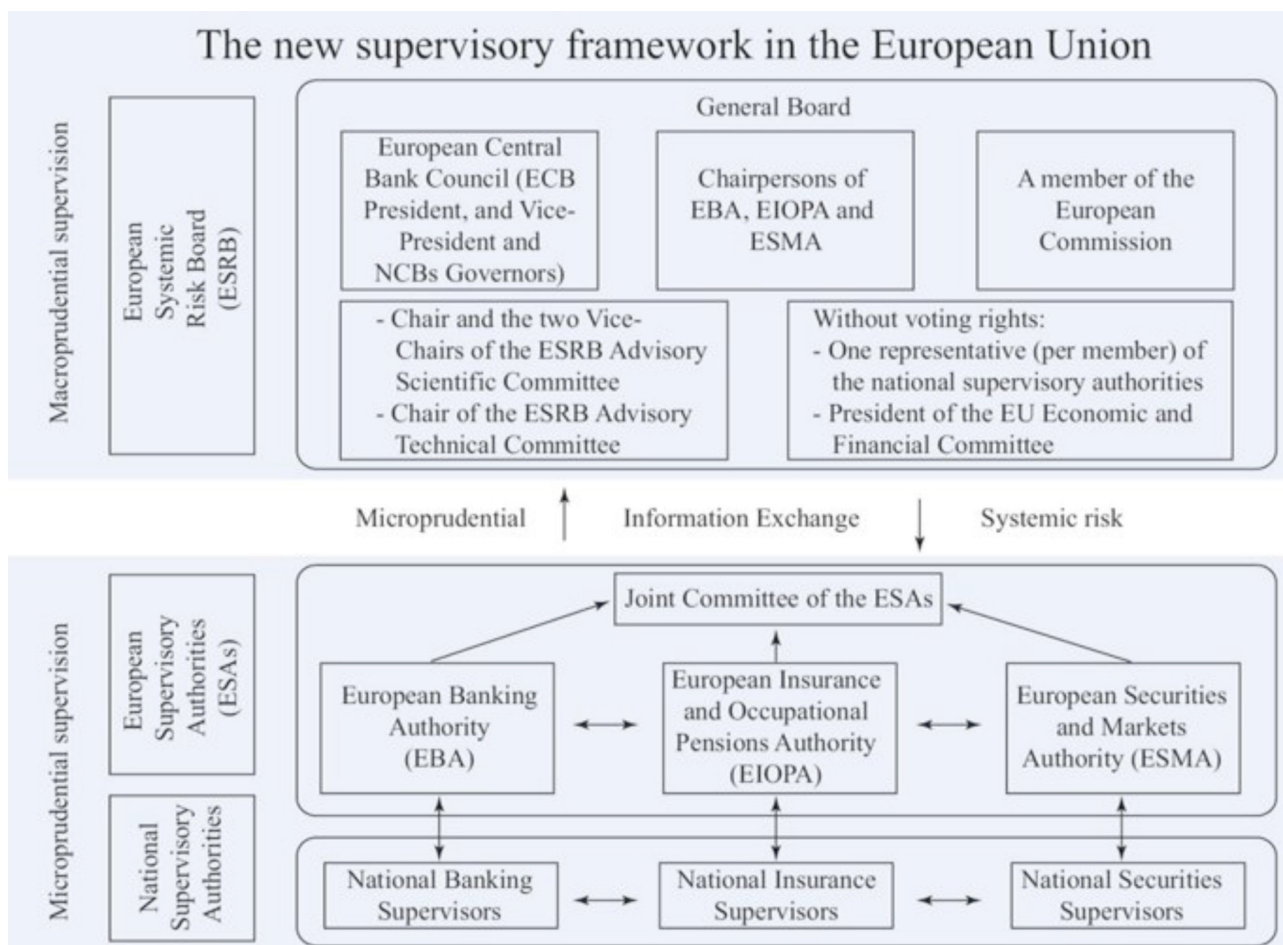 The new supervisory framework in the European Union
Macroprudential supervision
European
Systemic
Risk Board
(ESRB)
General Board
European Central
Bank Council (ECB
President, and Vice-
President and
NCBs Governors)
Chairpersons of
EBA, EIOPA and
ESMA
A member of the
European
Commission
- Chair and the two Vice-
Chairs of the ESRB Advisory
Scientific Committee
- Chair of the ESRB Advisory
Technical Committee
Without voting rights:
- One representative (per member) of
the national supervisory authorities
- President of the EU Economic and
Financial Committee
Microprudential
Information Exchange
Systemic risk
Microprudential supervision
European
Supervisory
Authorities
(ESAs)
Joint Committee of the ESAs
European Banking
Authority
(EBA)
European Insurance
and Occupational
Pensions Authority
(EIOPA)
European Securities
and Markets
Authority (ESMA)
National
Supervisory
Authorities
National Banking
Supervisors
National Insurance
Supervisors
National Securities
Supervisors